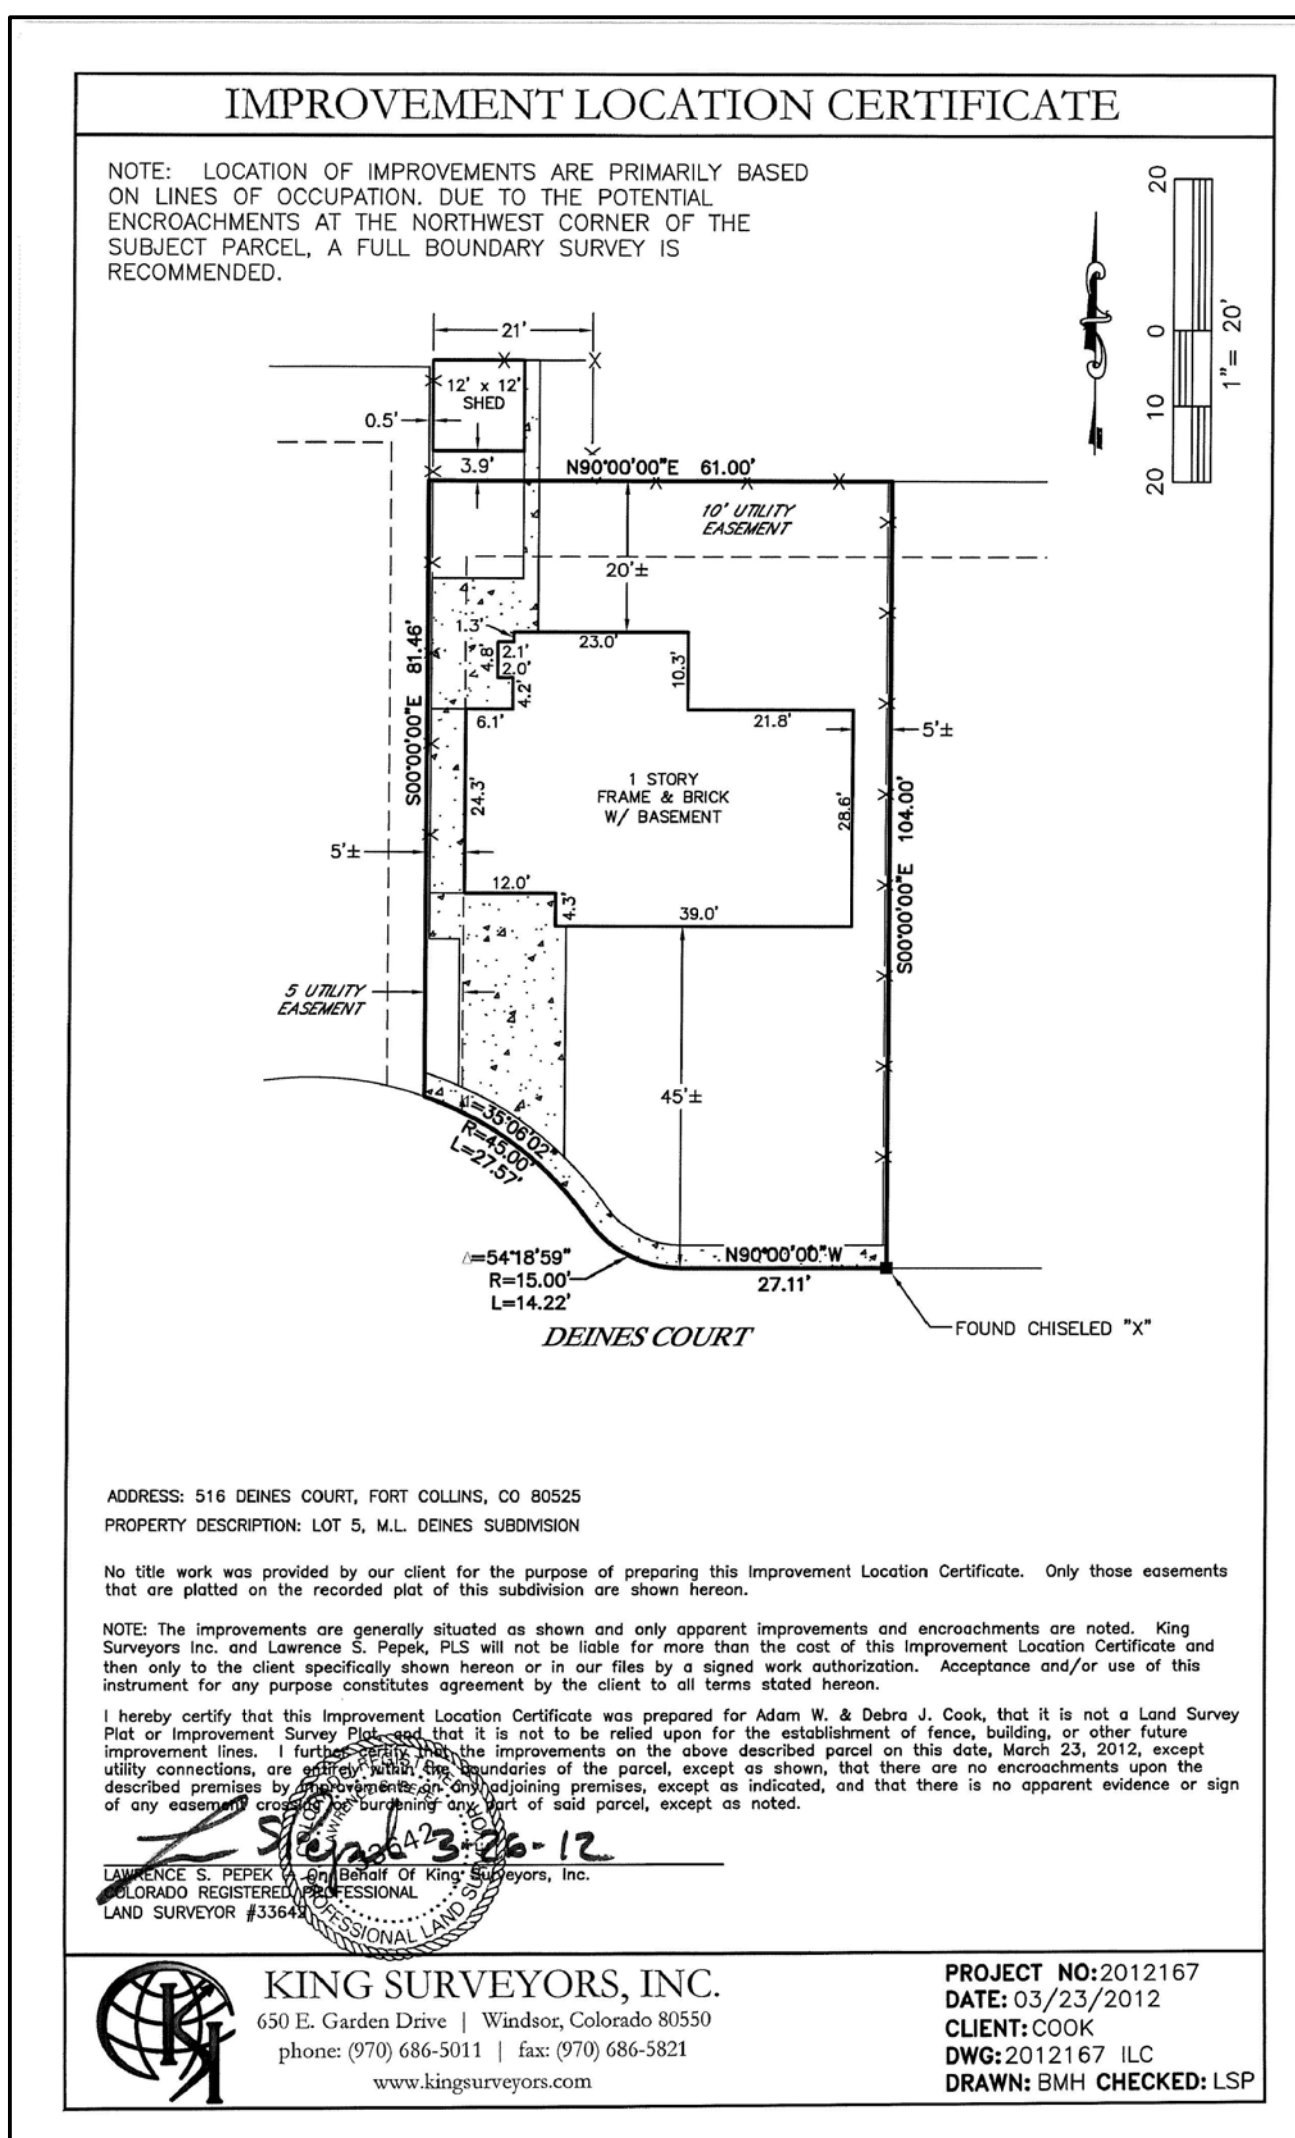 IMPROVEMENT LOCATION CERTIFICATE
NOTE: LOCATION OF IMPROVEMENTS ARE PRIMARILY BASED
ON LINES OF OCCUPATION. DUE TO THE POTENTIAL
ENCROACHMENTS AT THE NORTHWEST CORNER OF THE
SUBJECT PARCEL, A FULL BOUNDARY SURVEY IS
RECOMMENDED.
20
0
10
20
1"= 20'
21'
12' x 12'
SHED
0.5'
3.9'
N90°00'00"E 61.00'
10' UTILITY
EASEMENT
20'±
1.3'
23.0'
2.1'
4.8'
2.0'
4.2'
10.3'
6.1'
21.8'
5'±
S00°00'00"E 81.46'
24.3'
1 STORY
FRAME & BRICK
W/ BASEMENT
28.6'
S00°00'00"E 104.00'
5'±
12.0'
4.3'
39.0'
5 UTILITY
EASEMENT
45'±
Δ=35°06'02"
R=45.00'
L=27.57'
Δ=54°18'59"
R=15.00'
L=14.22'
N90°00'00"W
27.11'
DEINES COURT
FOUND CHISELED "X"
ADDRESS: 516 DEINES COURT, FORT COLLINS, CO 80525
PROPERTY DESCRIPTION: LOT 5, M.L. DEINES SUBDIVISION
No title work was provided by our client for the purpose of preparing this Improvement Location Certificate. Only those easements
that are platted on the recorded plat of this subdivision are shown hereon.
NOTE: The improvements are generally situated as shown and only apparent improvements and encroachments are noted. King
Surveyors Inc. and Lawrence S. Pepek, PLS will not be liable for more than the cost of this Improvement Location Certificate and
then only to the client specifically shown hereon or in our files by a signed work authorization. Acceptance and/or use of this
instrument for any purpose constitutes agreement by the client to all terms stated hereon.
I hereby certify that this Improvement Location Certificate was prepared for Adam W. & Debra J. Cook, that it is not a Land Survey
Plat or Improvement Survey Plat, and that it is not to be relied upon for the establishment of fence, building, or other future
improvement lines. I further certify that the improvements on the above described parcel on this date, March 23, 2012, except
utility connections, are entirely within the boundaries of the parcel, except as shown, that there are no encroachments upon the
described premises by improvements on any adjoining premises, except as indicated, and that there is no apparent evidence or sign
of any easement crossing or burdening any part of said parcel, except as noted.
3-26-12
COLORADO REGISTERED
LAWRENCE S. PEPEK
33642
PROFESSIONAL LAND SURVEYOR
LAWRENCE S. PEPEK - On Behalf Of King Surveyors, Inc.
COLORADO REGISTERED PROFESSIONAL
LAND SURVEYOR #33642
KSI
KING SURVEYORS, INC.
650 E. Garden Drive | Windsor, Colorado 80550
phone: (970) 686-5011 | fax: (970) 686-5821
www.kingsurveyors.com
PROJECT NO:2012167
DATE: 03/23/2012
CLIENT: COOK
DWG:2012167 ILC
DRAWN: BMH CHECKED: LSP